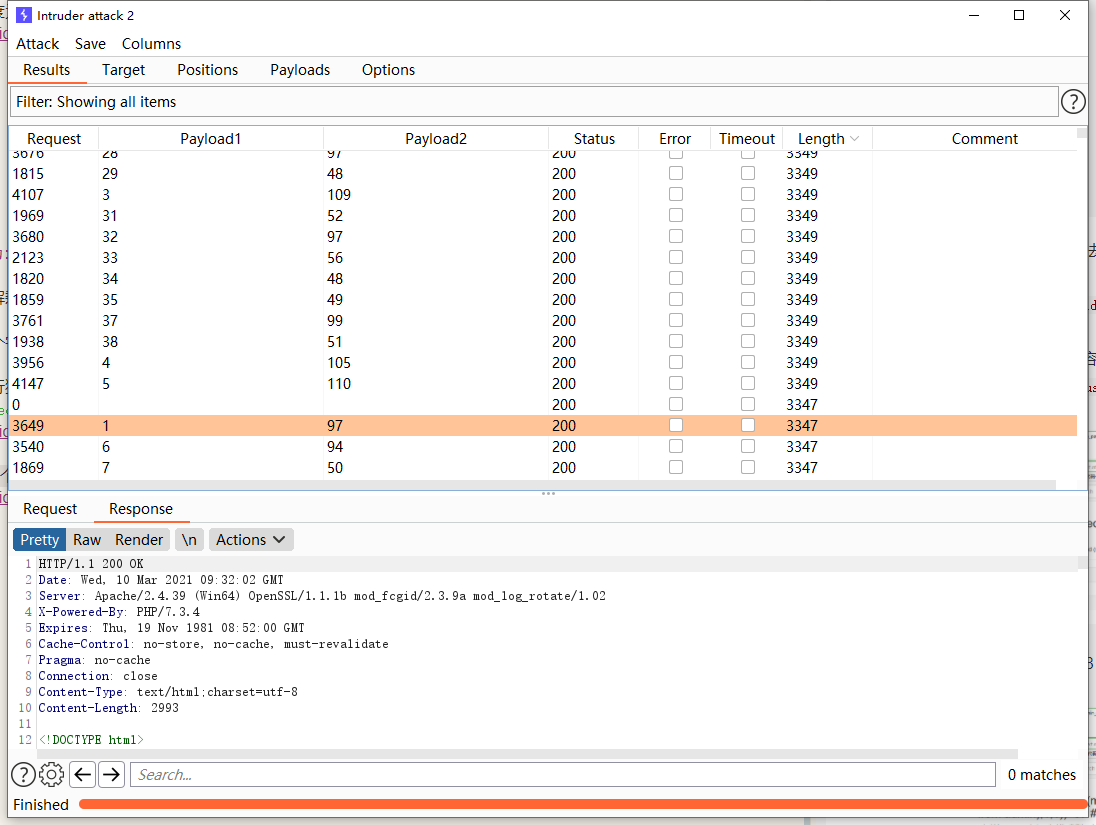 Intruder attack 2
Attack Save Columns
Results Target Positions Payloads Options
Filter: Showing all items
?
Request Payload1 Payload2 Status Error Timeout Length Comment
3676 28 97 200 3349
1815 29 48 200 3349
4107 3 109 200 3349
1969 31 52 200 3349
3680 32 97 200 3349
2123 33 56 200 3349
1820 34 48 200 3349
1859 35 49 200 3349
3761 37 99 200 3349
1938 38 51 200 3349
3956 4 105 200 3349
4147 5 110 200 3349
0 200 3347
3649 1 97 200 3347
3540 6 94 200 3347
1869 7 50 200 3347
Request Response
Pretty Raw Render \n Actions
1 HTTP/1.1 200 OK
2 Date: Wed, 10 Mar 2021 09:32:02 GMT
3 Server: Apache/2.4.39 (Win64) OpenSSL/1.1.1b mod_fcgid/2.3.9a mod_log_rotate/1.02
4 X-Powered-By: PHP/7.3.4
5 Expires: Thu, 19 Nov 1981 08:52:00 GMT
6 Cache-Control: no-store, no-cache, must-revalidate
7 Pragma: no-cache
8 Connection: close
9 Content-Type: text/html;charset=utf-8
10 Content-Length: 2993
11
12 <!DOCTYPE html>
? Search... 0 matches
Finished